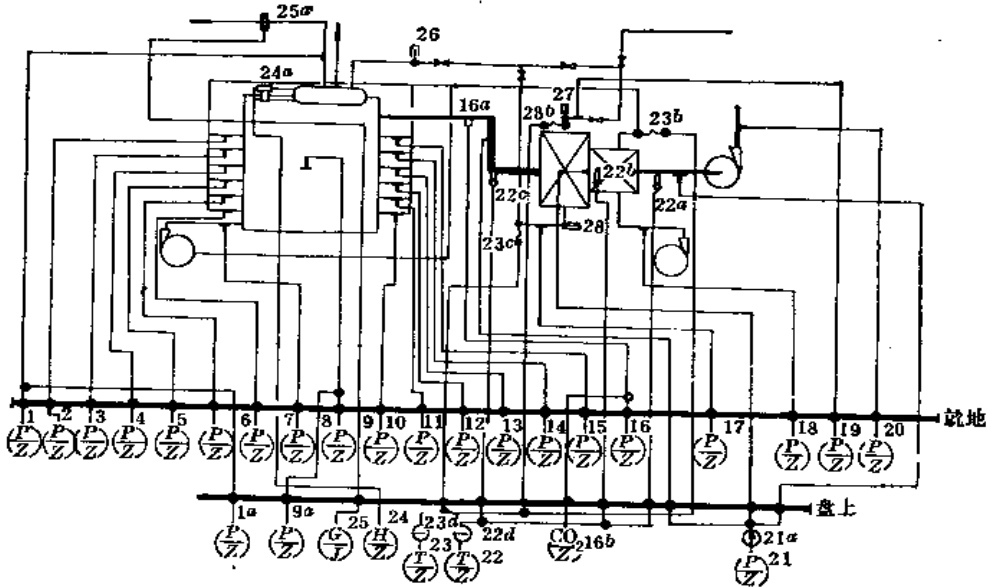 25a
26
24a
16a
27
28b
23b
22b
22c
22a
28
23c
1 2 3 4 5 6 7 8 9 10 11 12 13 14 15 16 17 18 19 20 就地
P/Z P/Z P/Z P/Z P/Z P/Z P/Z P/Z P/Z P/Z P/Z P/Z P/Z P/Z P/Z P/Z P/Z P/Z P/Z P/Z
盘上
1a 9a 25 24 23d 22d 16b 21a
P/Z P/Z G/J H/Z 23 22 CO₂/Z 21
T/Z T/Z P/Z